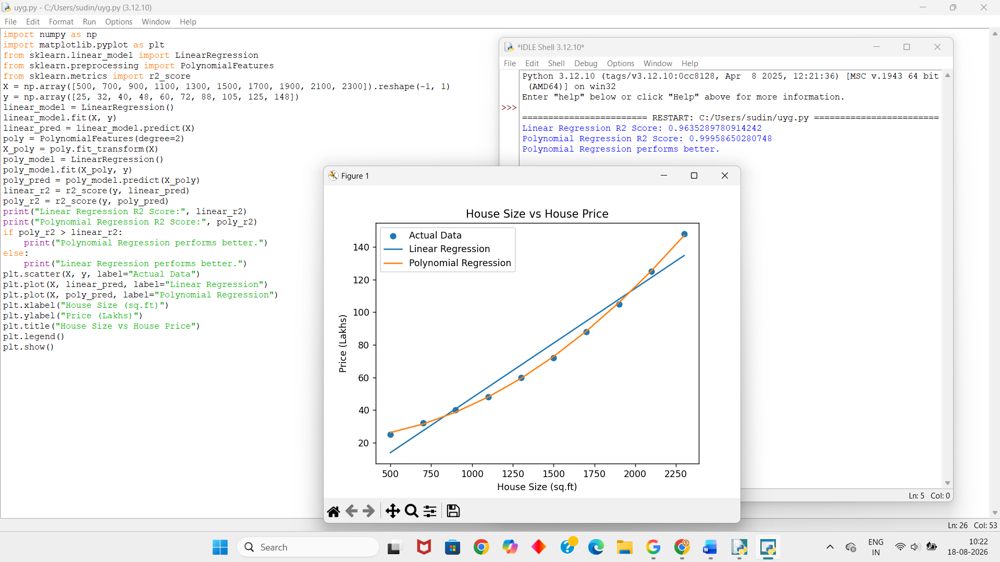 uyg.py - C:/Users/sudin/uyg.py (3.12.10)
File Edit Format Run Options Window Help
import numpy as np
import matplotlib.pyplot as plt
from sklearn.linear_model import LinearRegression
from sklearn.preprocessing import PolynomialFeatures
from sklearn.metrics import r2_score
X = np.array([500, 700, 900, 1100, 1300, 1500, 1700, 1900, 2100, 2300]).reshape(-1, 1)
y = np.array([25, 32, 40, 48, 60, 72, 88, 105, 125, 148])
linear_model = LinearRegression()
linear_model.fit(X, y)
linear_pred = linear_model.predict(X)
poly = PolynomialFeatures(degree=2)
X_poly = poly.fit_transform(X)
poly_model = LinearRegression()
poly_model.fit(X_poly, y)
poly_pred = poly_model.predict(X_poly)
linear_r2 = r2_score(y, linear_pred)
poly_r2 = r2_score(y, poly_pred)
print("Linear Regression R2 Score:", linear_r2)
print("Polynomial Regression R2 Score:", poly_r2)
if poly_r2 > linear_r2:
    print("Polynomial Regression performs better.")
else:
    print("Linear Regression performs better.")
plt.scatter(X, y, label="Actual Data")
plt.plot(X, linear_pred, label="Linear Regression")
plt.plot(X, poly_pred, label="Polynomial Regression")
plt.xlabel("House Size (sq.ft)")
plt.ylabel("Price (Lakhs)")
plt.title("House Size vs House Price")
plt.legend()
plt.show()
*IDLE Shell 3.12.10*
File Edit Shell Debug Options Window Help
Python 3.12.10 (tags/v3.12.10:0cc8128, Apr  8 2025, 12:21:36) [MSC v.1943 64 bit
 (AMD64)] on win32
Enter "help" below or click "Help" above for more information.
>>>
======================== RESTART: C:/Users/sudin/uyg.py ========================
Linear Regression R2 Score: 0.9635289780914242
Polynomial Regression R2 Score: 0.99958650280748
Polynomial Regression performs better.
Figure 1
House Size vs House Price
Actual Data
Linear Regression
Polynomial Regression
140
120
100
80
60
40
20
Price (Lakhs)
500 750 1000 1250 1500 1750 2000 2250
House Size (sq.ft)
Ln: 5 Col: 0
Ln: 26 Col: 53
Search
ENG
IN
10:22
18-08-2026